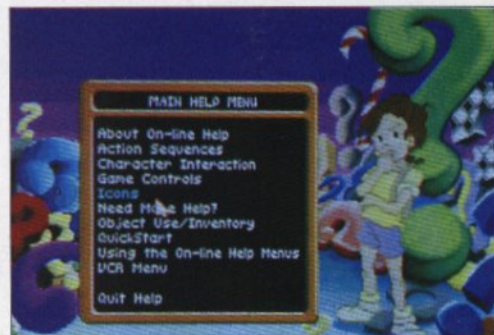 MAIN HELP MENU
About On-line Help
Action Sequences
Character Interaction
Game Controls
Icons
Need More Help?
Object Use/Inventory
QuickStart
Using the On-line Help Menus
VCR Menu
Quit Help